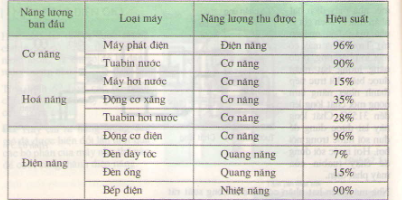 Năng lượng ban đầu Loại máy Năng lượng thu được Hiệu suất
Cơ năng Máy phát điện Điện năng 96%
Tuabin nước Cơ năng 90%
Hoá năng Máy hơi nước Cơ năng 15%
Động cơ xăng Cơ năng 35%
Tuabin hơi nước Cơ năng 28%
Điện năng Động cơ điện Cơ năng 96%
Đèn dây tóc Quang năng 7%
Đèn ống Quang năng 15%
Bếp điện Nhiệt năng 90%